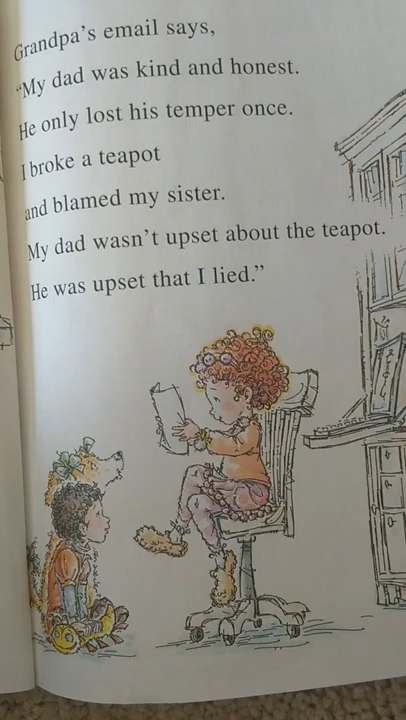 Grandpa's email says,
"My dad was kind and honest.
He only lost his temper once.
I broke a teapot
and blamed my sister.
My dad wasn't upset about the teapot.
He was upset that I lied."